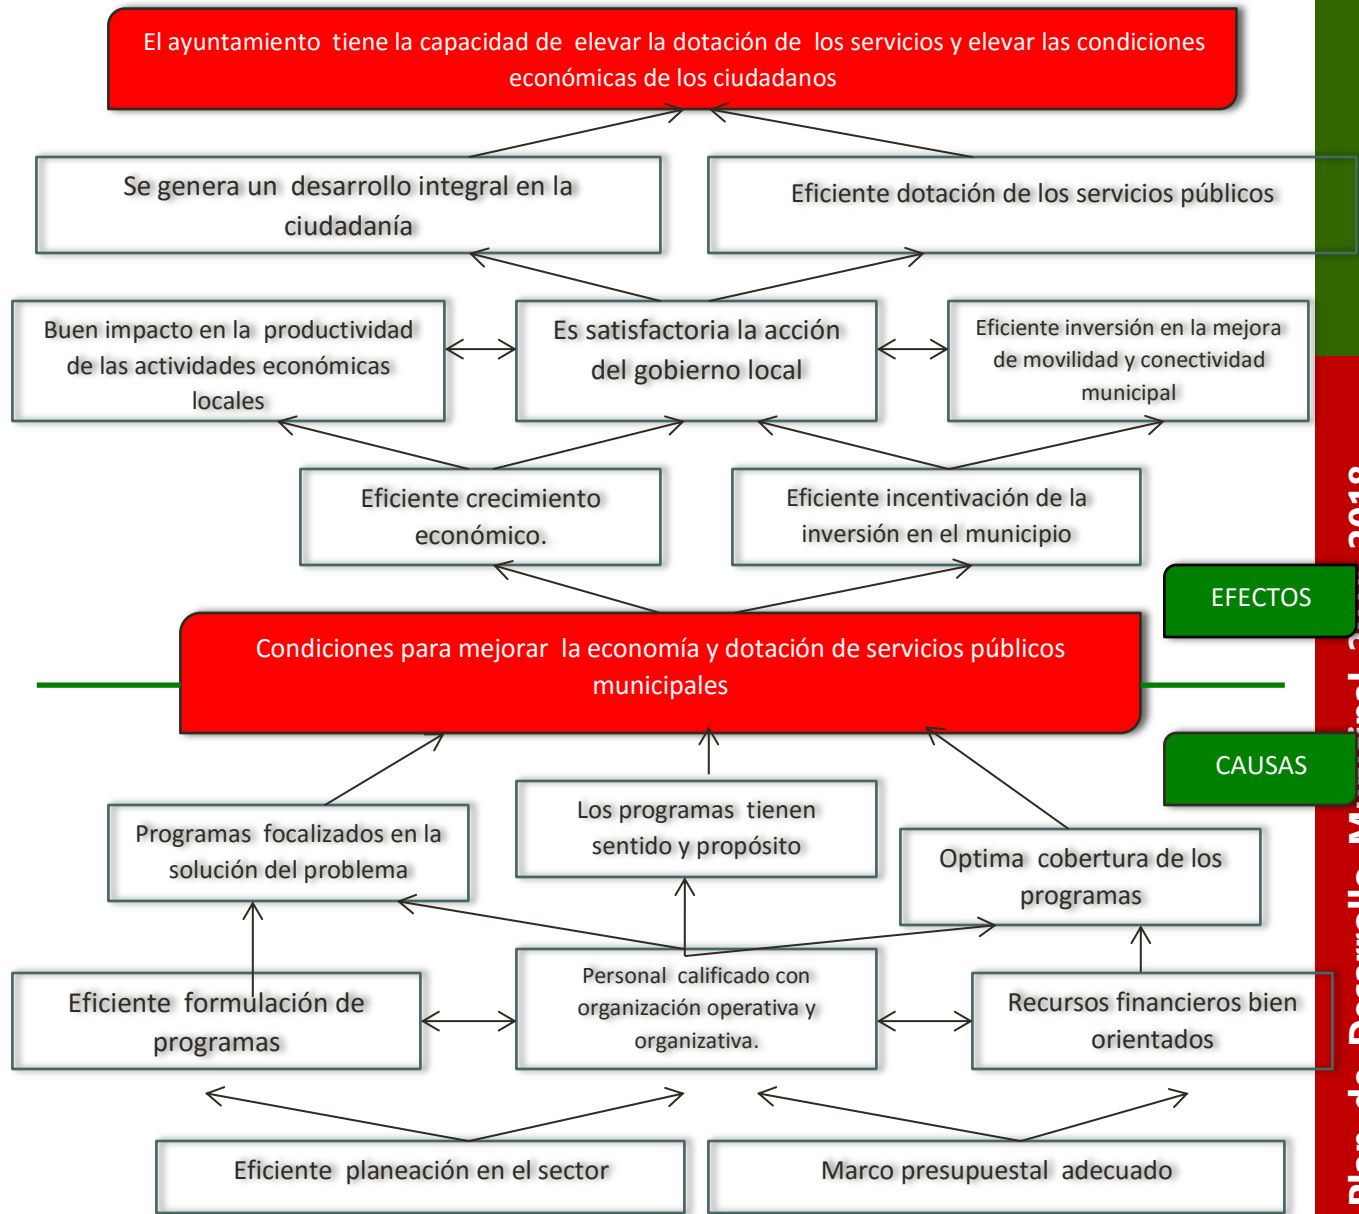 El ayuntamiento tiene la capacidad de elevar la dotación de los servicios y elevar las condiciones
económicas de los ciudadanos
Se genera un desarrollo integral en la
ciudadanía
Eficiente dotación de los servicios públicos
Buen impacto en la productividad
de las actividades económicas
locales
Es satisfactoria la acción
del gobierno local
Eficiente inversión en la mejora
de movilidad y conectividad
municipal
Eficiente crecimiento
económico.
Eficiente incentivación de la
inversión en el municipio
EFECTOS
Condiciones para mejorar la economía y dotación de servicios públicos
municipales
CAUSAS
Programas focalizados en la
solución del problema
Los programas tienen
sentido y propósito
Optima cobertura de los
programas
Eficiente formulación de
programas
Personal calificado con
organización operativa y
organizativa.
Recursos financieros bien
orientados
Eficiente planeación en el sector
Marco presupuestal adecuado
Plan de Desarrollo Municipal 2018